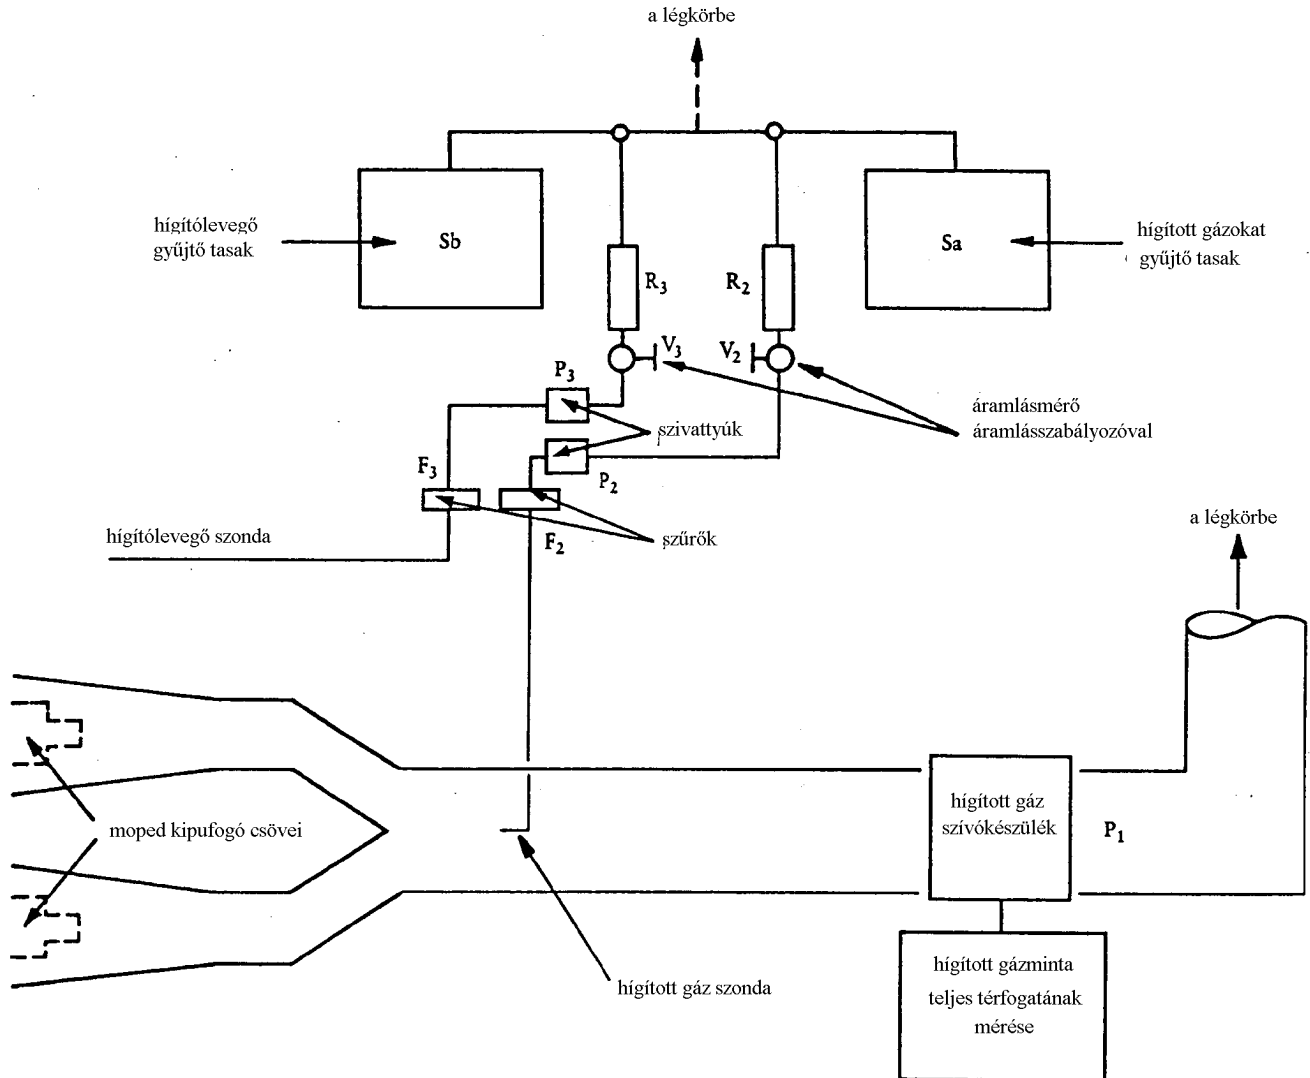 a légkörbe
hígítólevegő
gyűjtő tasak
Sb
Sa
hígított gázokat
gyűjtő tasak
R3
R2
V3
V2
P3
áramlásmérő
áramlásszabályozóval
szivattyúk
F3
P2
hígítólevegő szonda
F2
szűrők
a légkörbe
moped kipufogó csövei
hígított gáz
szívókészülék
P1
hígított gáz szonda
hígított gázminta
teljes térfogatának
mérése